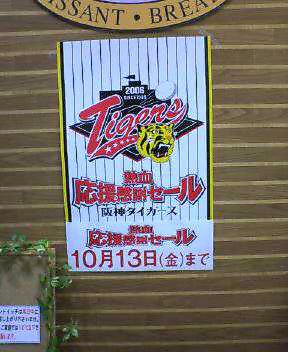 ISSANT・BREA
2006
Tigers
熱血
応援感謝セール
阪神タイガース
熱血
応援感謝セール
10月13日(金)まで